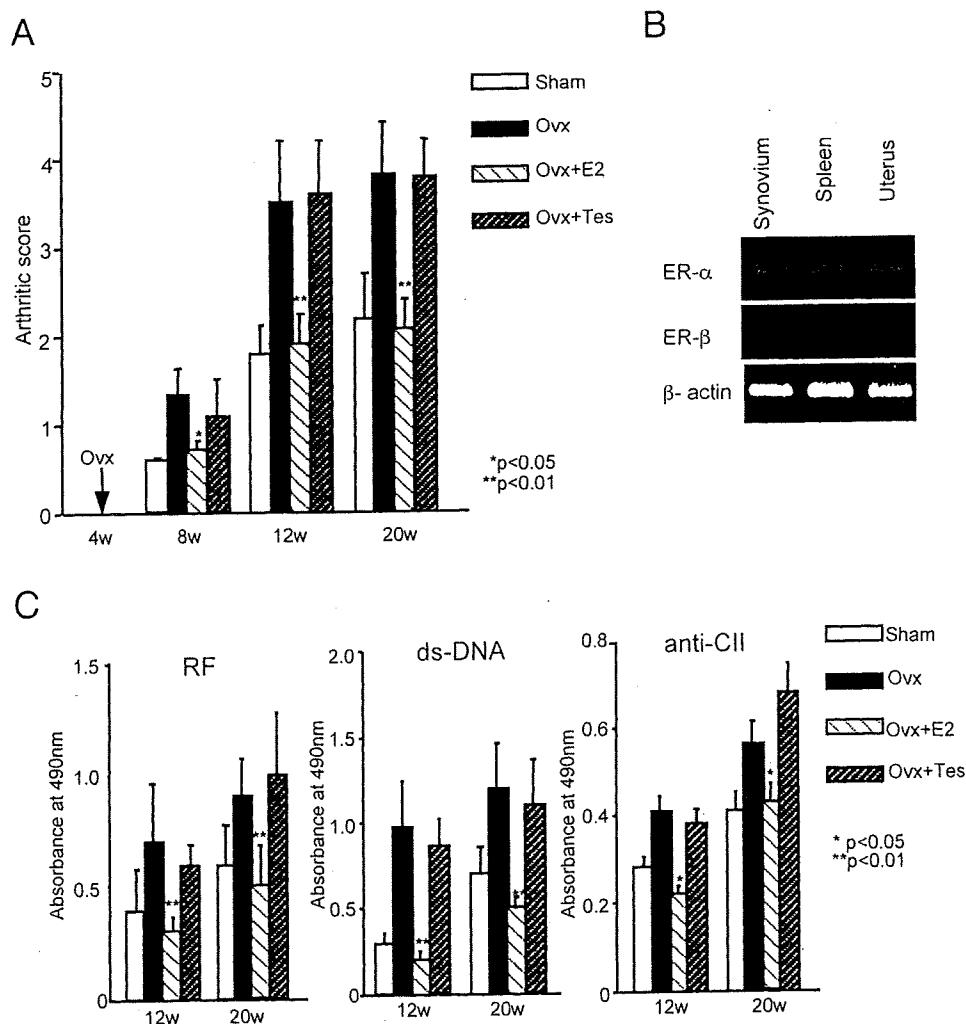 A
Arthritic score
5
4
3
2
1
0
Ovx
4w
8w
12w
20w
*
**
**
Sham
Ovx
Ovx+E2
Ovx+Tes
*p<0.05
**p<0.01
B
Synovium
Spleen
Uterus
ER-α
ER-β
β- actin
C
RF
Absorbance at 490nm
1.5
1.0
0.5
0
**
**
12w
20w
ds-DNA
Absorbance at 490nm
2.0
1.5
1.0
0.5
0
**
**
12w
20w
anti-CII
Absorbance at 490nm
0.8
0.6
0.4
0.2
0
*
*
12w
20w
Sham
Ovx
Ovx+E2
Ovx+Tes
* p<0.05
**p<0.01